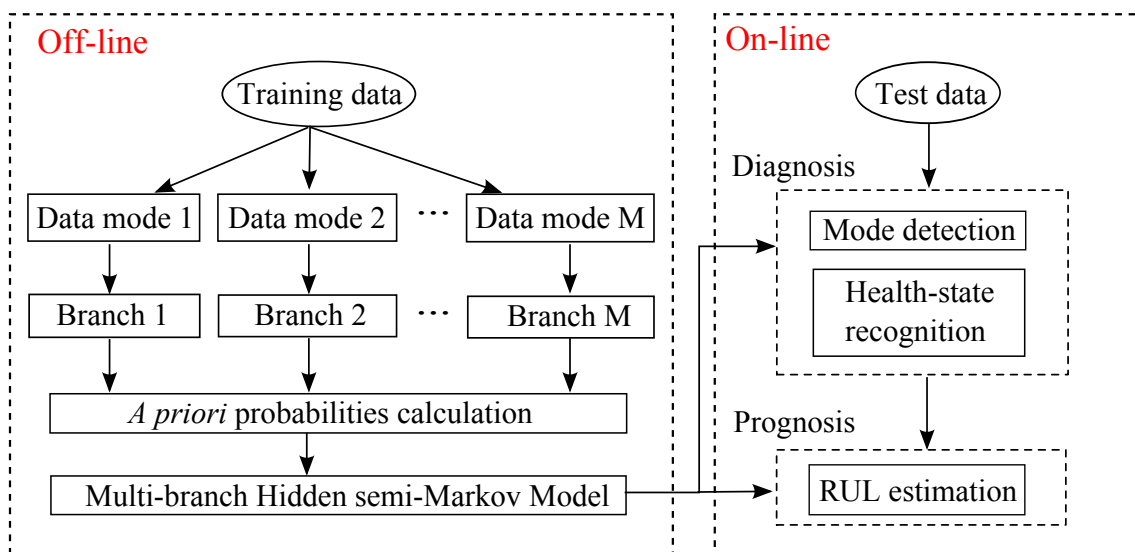 Off-line
Training data
Data mode 1
Data mode 2
...
Data mode M
Branch 1
Branch 2
...
Branch M
A priori probabilities calculation
Multi-branch Hidden semi-Markov Model
On-line
Test data
Diagnosis
Mode detection
Health-state
recognition
Prognosis
RUL estimation